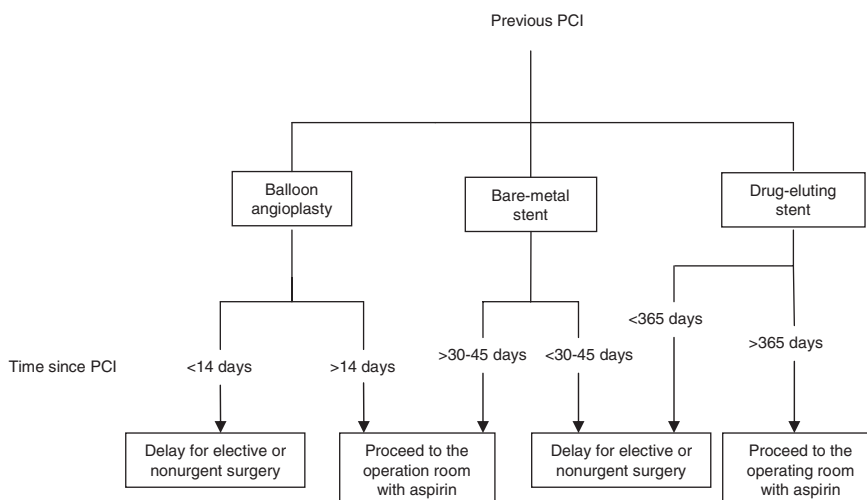 Previous PCI
Balloon
angioplasty
Bare-metal
stent
Drug-eluting
stent
Time since PCI
<14 days
>14 days
>30-45 days
<30-45 days
<365 days
>365 days
Delay for elective or
nonurgent surgery
Proceed to the
operation room
with aspirin
Delay for elective or
nonurgent surgery
Proceed to the
operating room
with aspirin